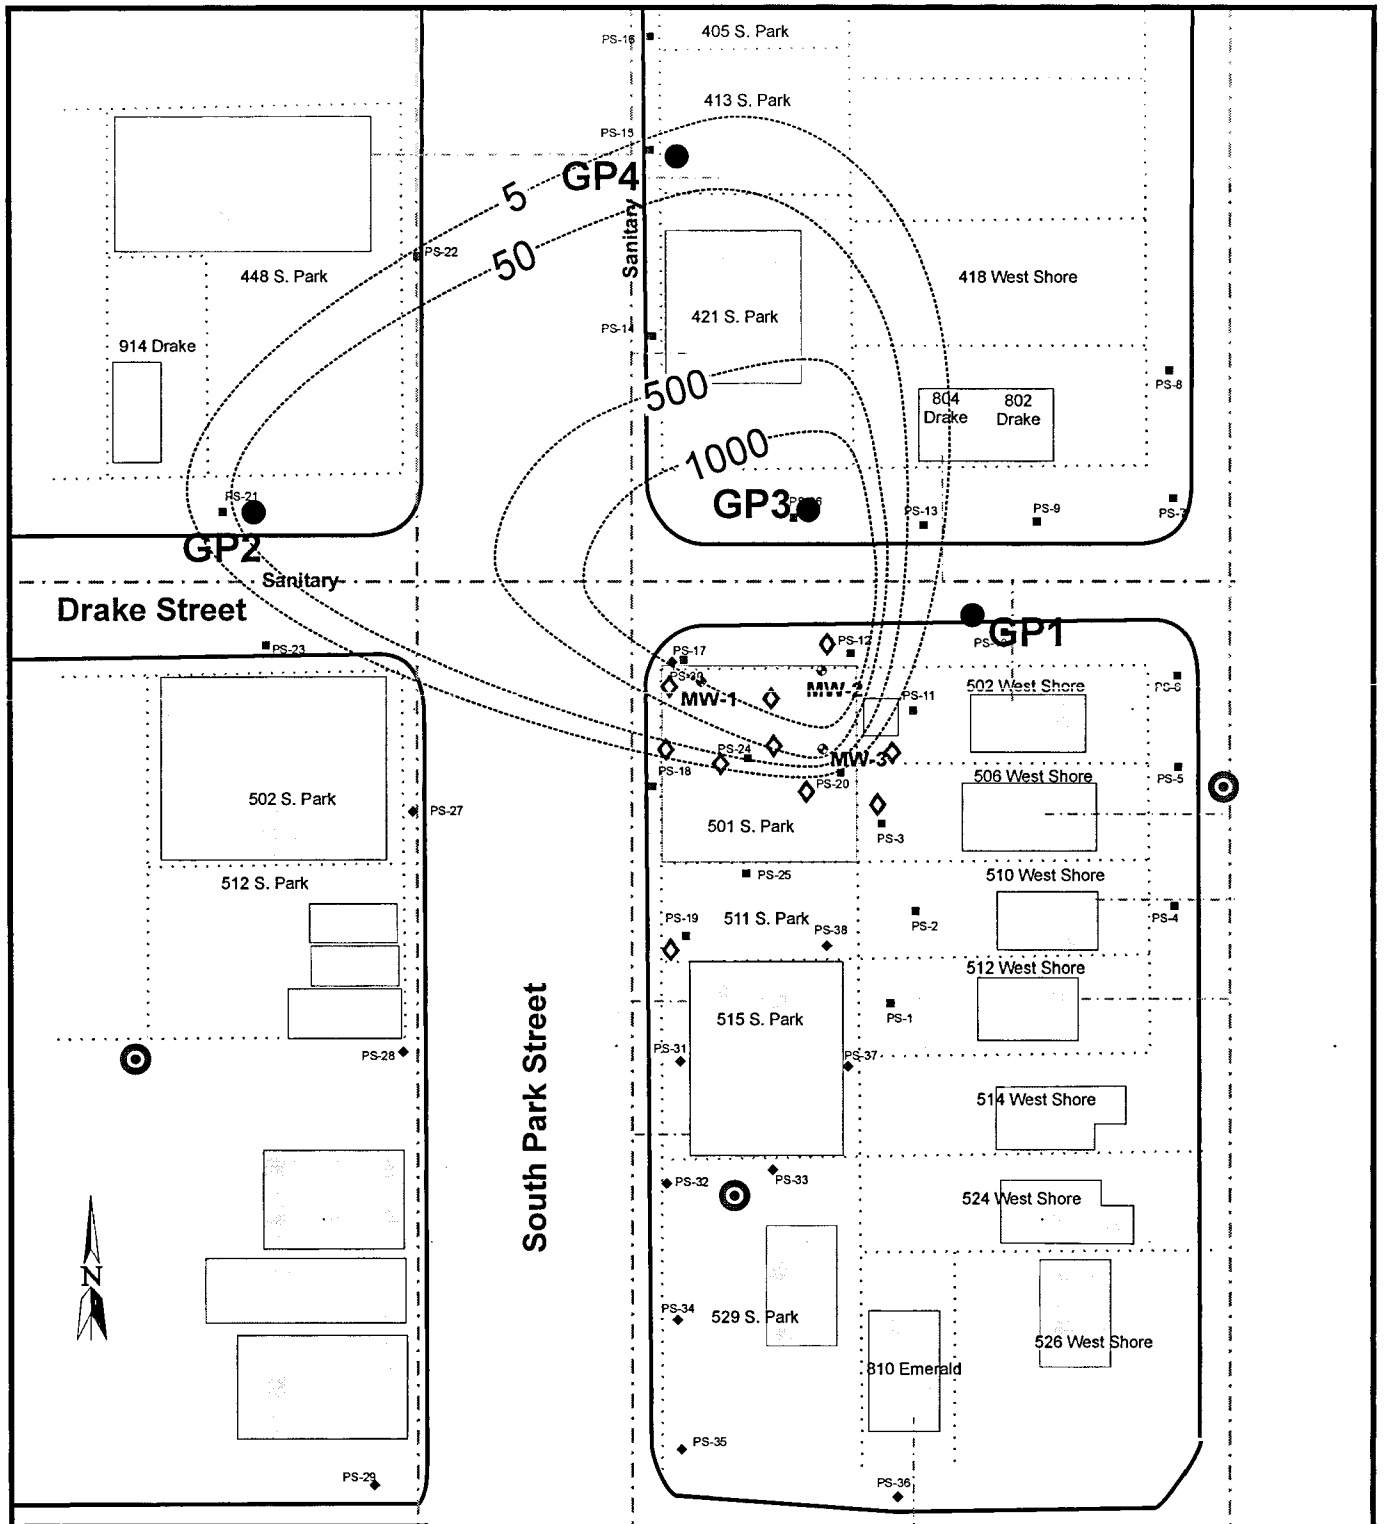 405 S. Park
PS-16
413 S. Park
PS-15
GP4
5
Sanitary
50
PS-22
448 S. Park
418 West Shore
421 S. Park
PS-14
914 Drake
500
PS-8
804 Drake
802 Drake
1000
PS-21
GP3
PS-13
PS-9
PS-7
GP2
Sanitary
Drake Street
GP1
PS-12
PS-23
PS-17
MW-1
MW-2
PS-11
502 West Shore
PS-6
PS-24
MW-3
PS-18
PS-20
506 West Shore
PS-5
502 S. Park
PS-27
501 S. Park
PS-3
512 S. Park
PS-25
510 West Shore
PS-19
511 S. Park
PS-38
PS-2
PS-4
512 West Shore
515 S. Park
PS-1
South Park Street
PS-28
PS-31
PS-37
514 West Shore
PS-32
PS-33
524 West Shore
N
PS-34
529 S. Park
526 West Shore
810 Emerald
PS-35
PS-29
PS-36